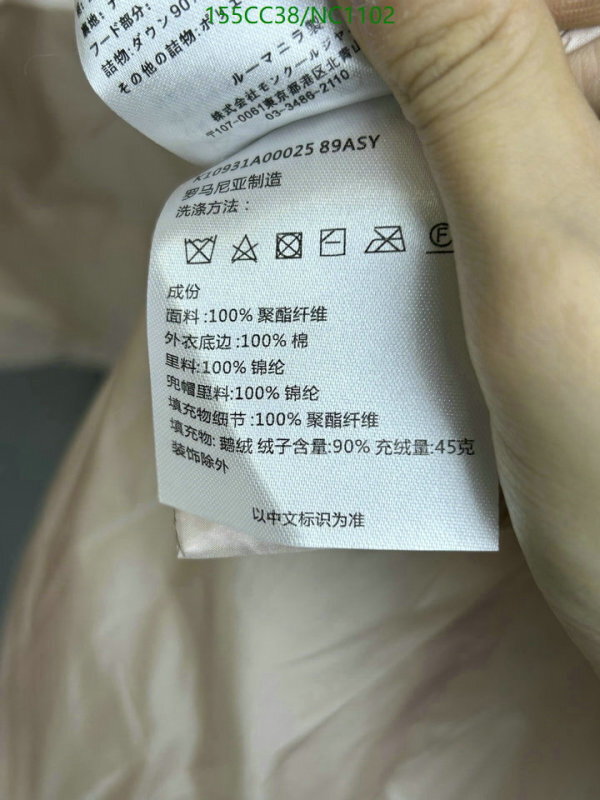 155CC38/NC1102
フード部分:
詰物:ダウン90
その他の詰物:ポ
ルーマニラ製
株式会社モンクールジャ
〒107-0061東京都港区北青山
03-3486-2110
K10931A00025 89ASY
罗马尼亚制造
洗涤方法:
F
成份
面料:100% 聚酯纤维
外衣底边:100% 棉
里料:100% 锦纶
兜帽里料:100% 锦纶
填充物细节:100% 聚酯纤维
填充物: 鹅绒 绒子含量:90% 充绒量:45克
装饰除外
以中文标识为准